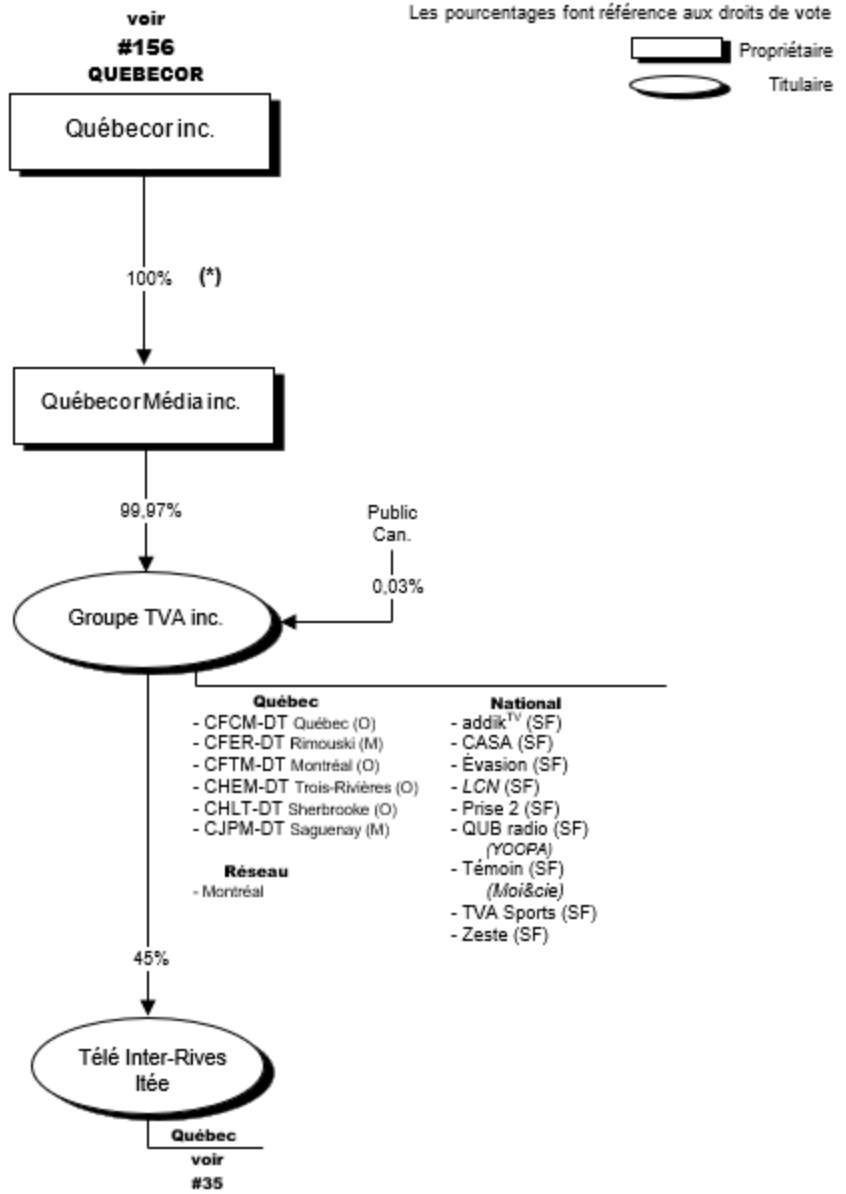 voir
#156
QUEBECOR
Les pourcentages font référence aux droits de vote
Propriétaire
Titulaire
Québecor inc.
100% (*)
Québecor Média inc.
99,97%
Public
Can.
0,03%
Groupe TVA inc.
Québec
- CFCM-DT Québec (O)
- CFER-DT Rimouski (M)
- CFTM-DT Montréal (O)
- CHEM-DT Trois-Rivières (O)
- CHLT-DT Sherbrooke (O)
- CJPM-DT Saguenay (M)
Réseau
- Montréal
National
- addikTV (SF)
- CASA (SF)
- Évasion (SF)
- LCN (SF)
- Prise 2 (SF)
- QUB radio (SF)
(YOOPA)
- Témoin (SF)
(Moi&cie)
- TVA Sports (SF)
- Zeste (SF)
45%
Télé Inter-Rives
ltée
Québec
voir
#35